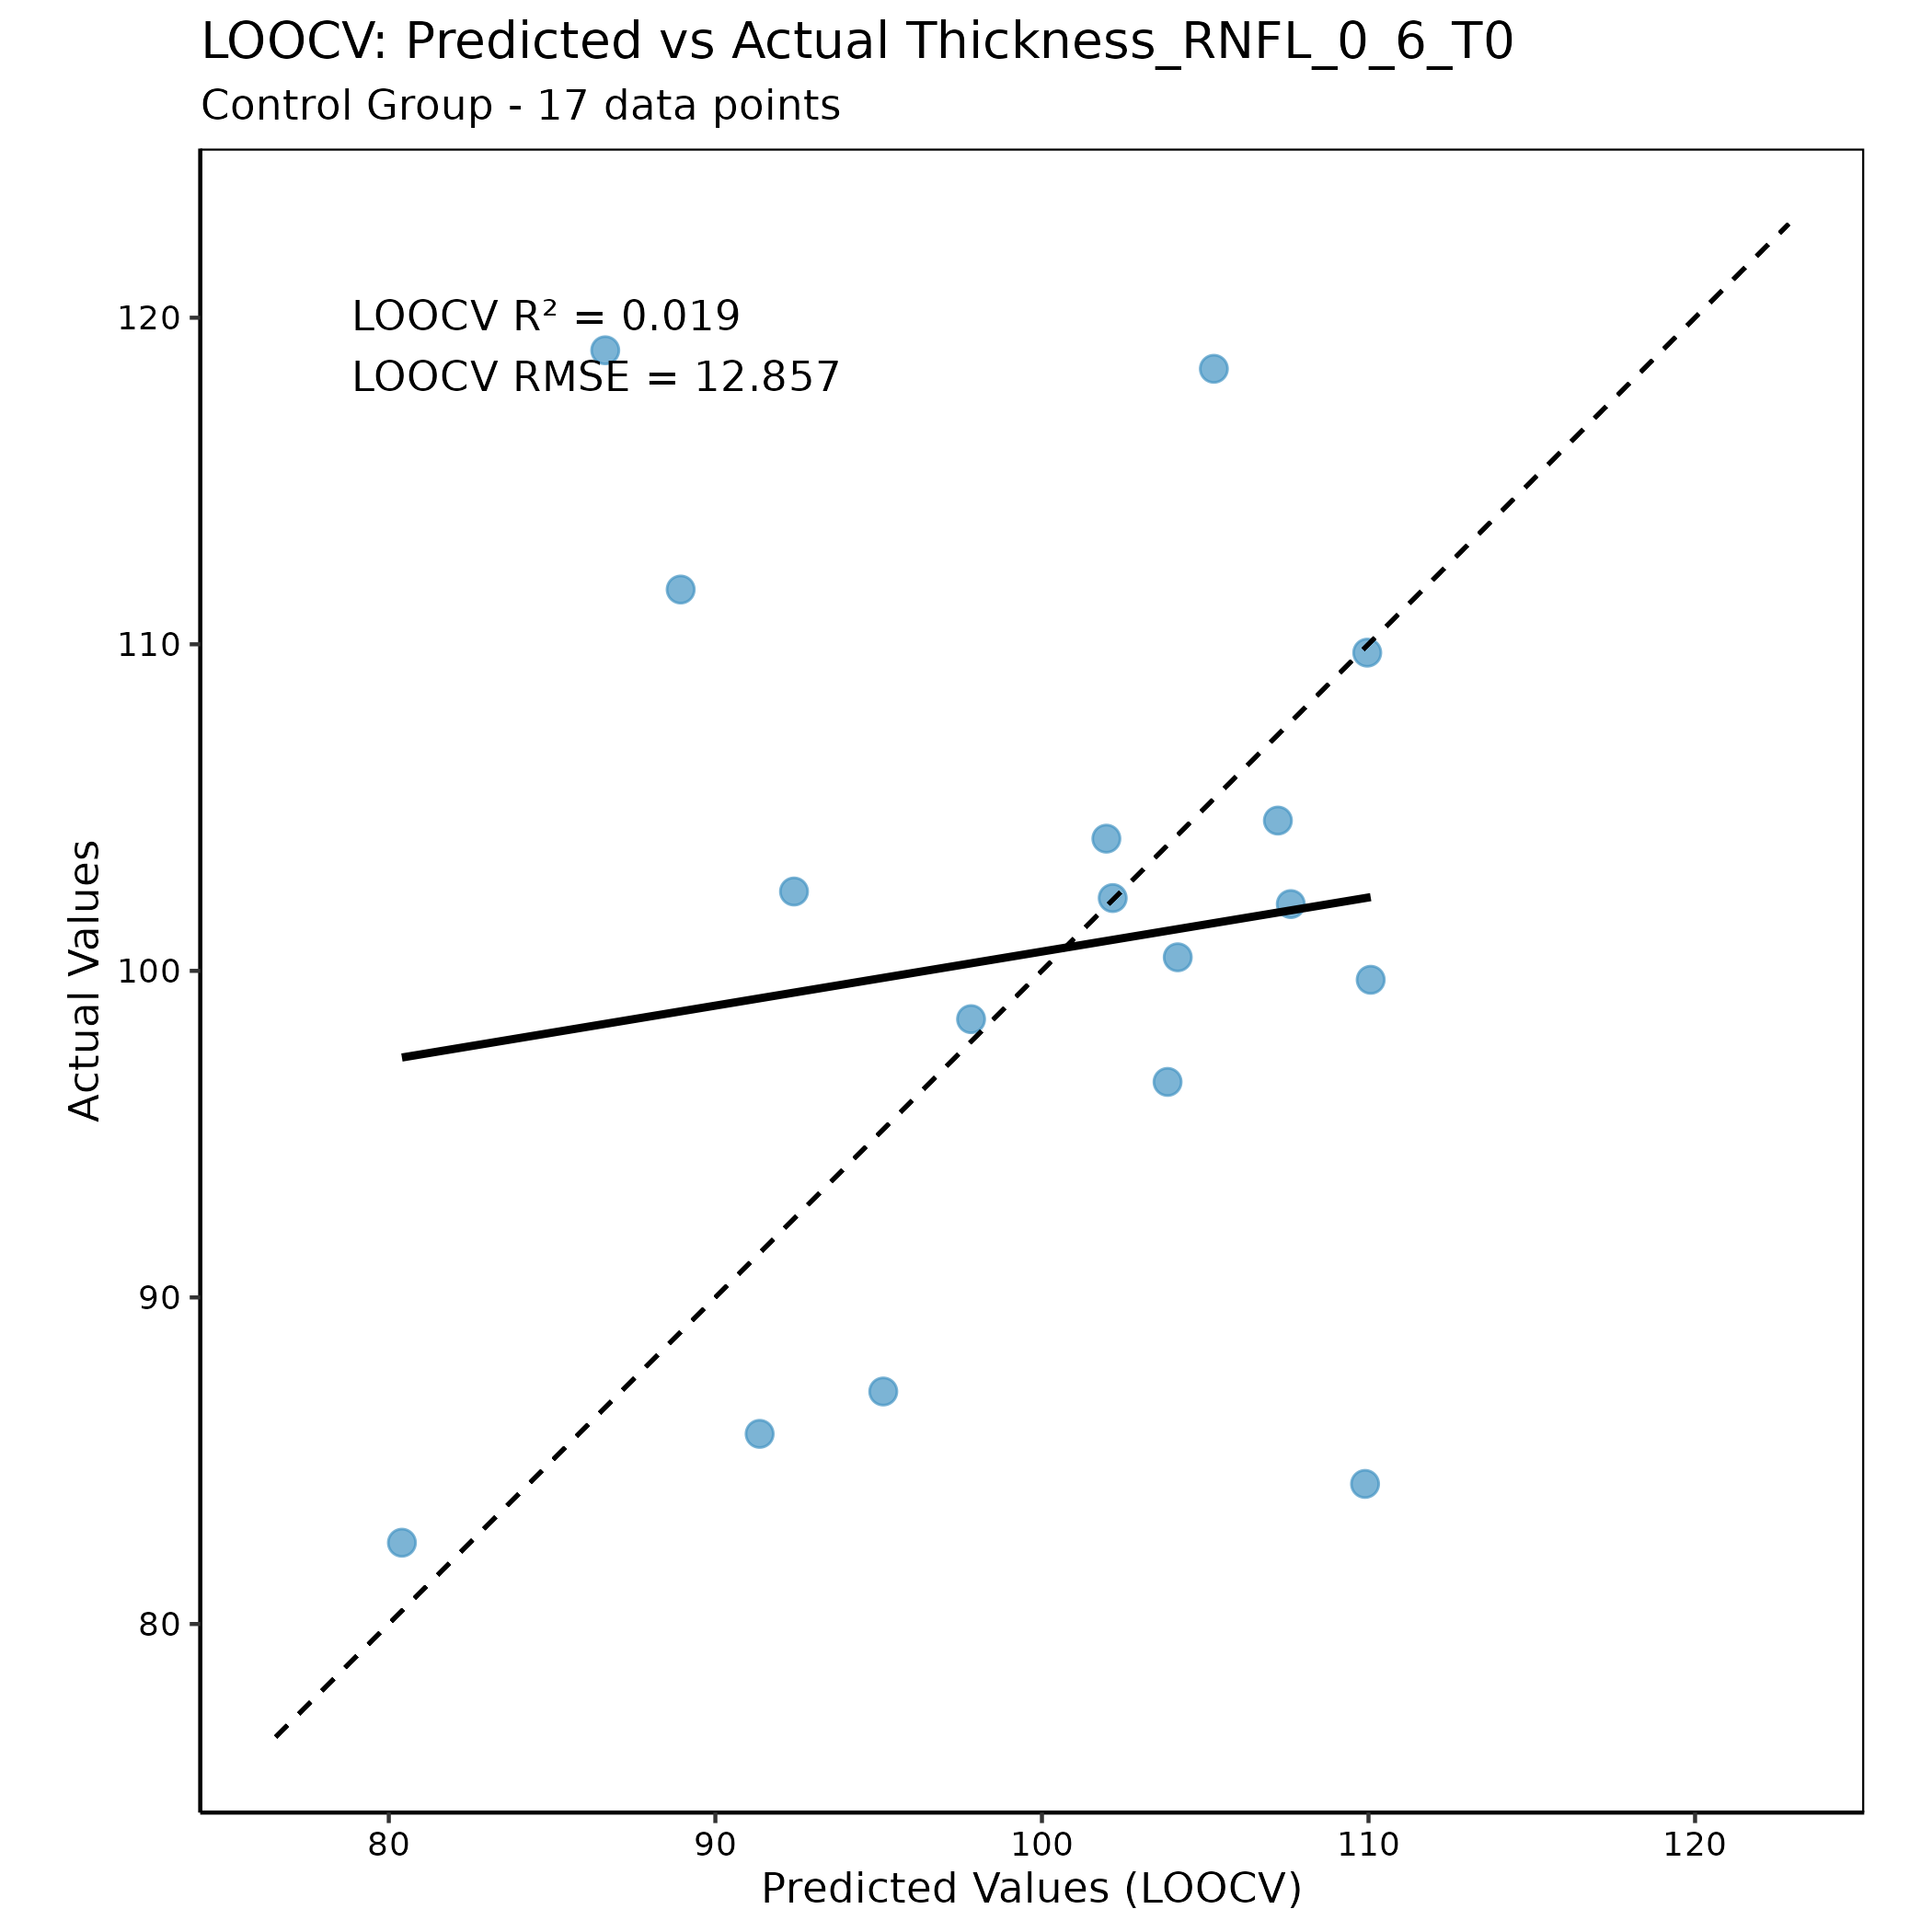 LOOCV: Predicted vs Actual Thickness_RNFL_0_6_T0
Control Group - 17 data points
LOOCV R² = 0.019
LOOCV RMSE = 12.857
120
110
100
90
80
Actual Values
80 90 100 110 120
Predicted Values (LOOCV)